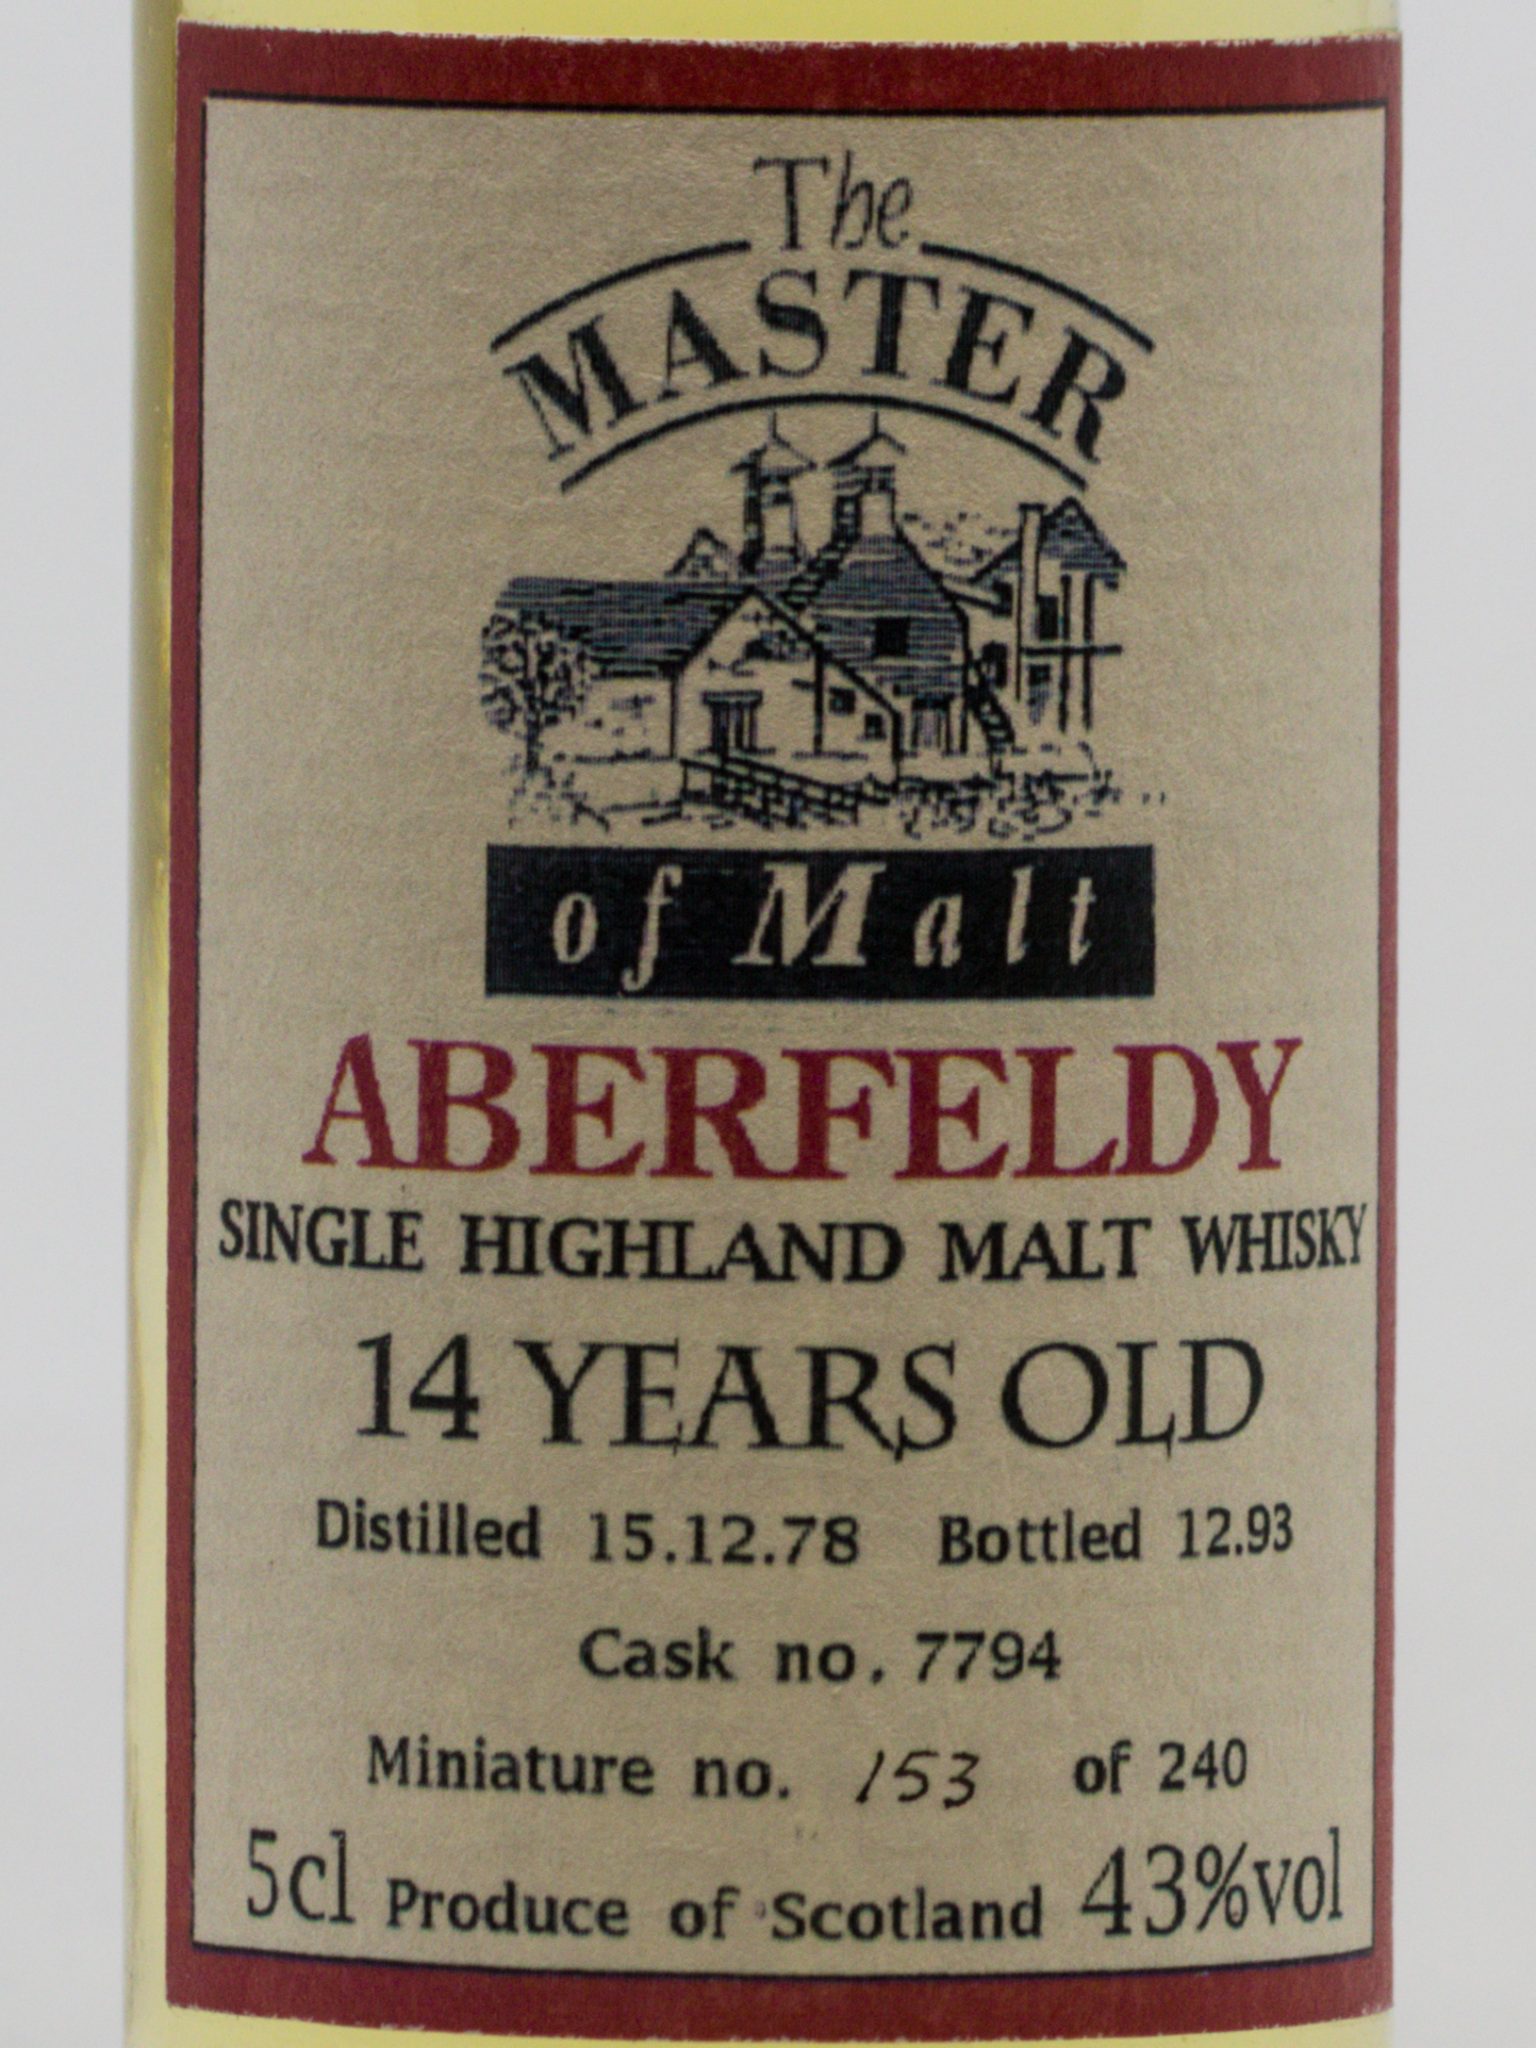 The
MASTER
of Malt
ABERFELDY
SINGLE HIGHLAND MALT WHISKY
14 YEARS OLD
Distilled 15.12.78 Bottled 12.93
Cask no. 7794
Miniature no. 153 of 240
5cl Produce of Scotland 43%vol